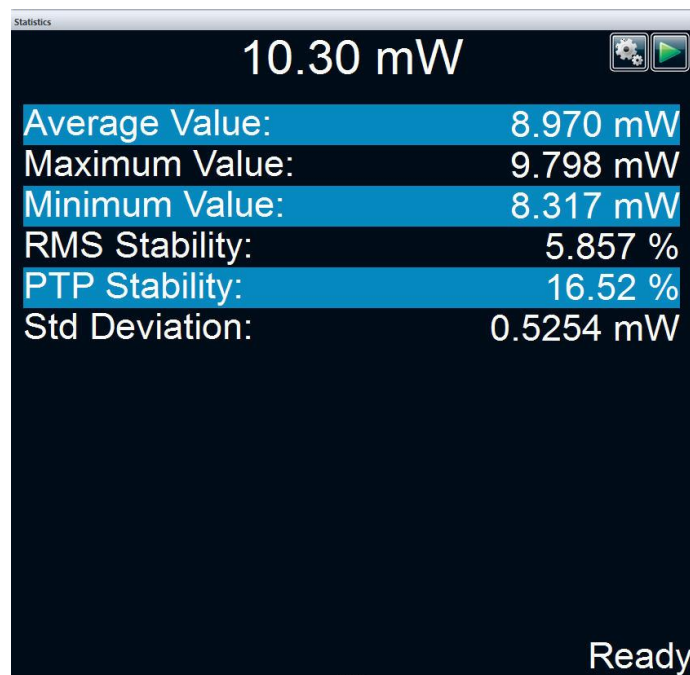 Statistics
10.30 mW
Average Value: 8.970 mW
Maximum Value: 9.798 mW
Minimum Value: 8.317 mW
RMS Stability: 5.857 %
PTP Stability: 16.52 %
Std Deviation: 0.5254 mW
Ready